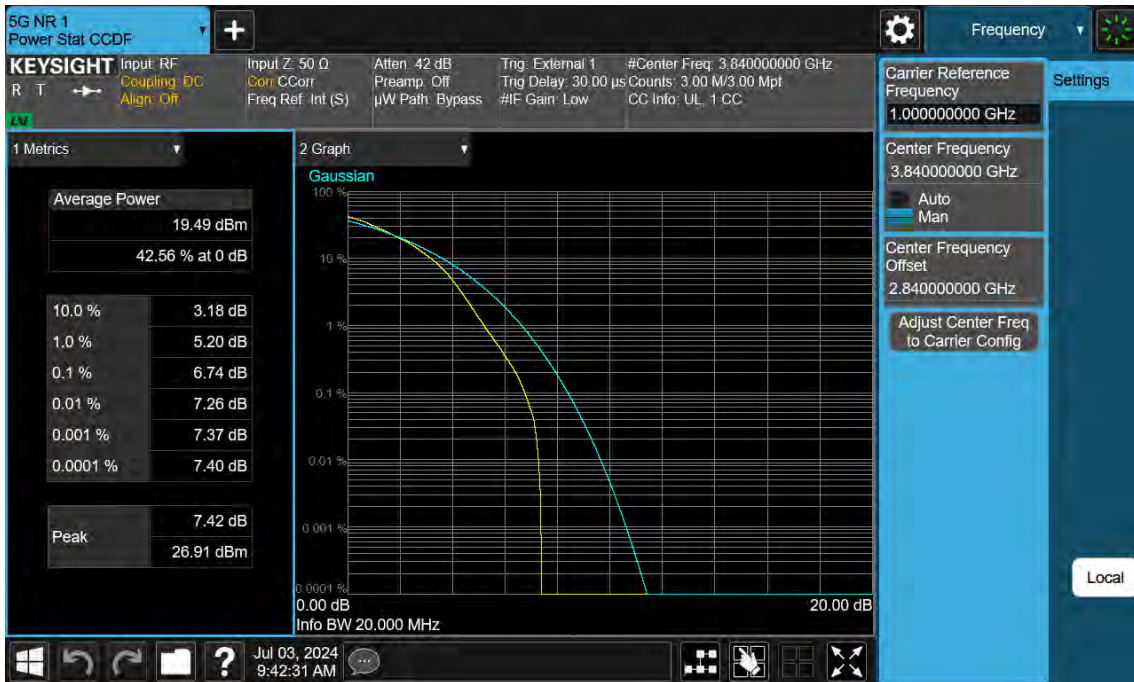 5G NR 1
Power Stat CCDF
Frequency
KEYSIGHT
R T
LNI
Input: RF
Coupling: DC
Align: Off
Input Z: 50 Ω
Corr CCorr
Freq Ref: Int (S)
Atten: 42 dB
Preamp: Off
µW Path: Bypass
Trig: External 1
Trig Delay: 30.00 µs
#IF Gain: Low
#Center Freq: 3.840000000 GHz
Counts: 3.00 M/3.00 Mpt
CC Info: UL, 1 CC
1 Metrics
Average Power
19.49 dBm
42.56 % at 0 dB
10.0 % 3.18 dB
1.0 % 5.20 dB
0.1 % 6.74 dB
0.01 % 7.26 dB
0.001 % 7.37 dB
0.0001 % 7.40 dB
Peak
7.42 dB
26.91 dBm
2 Graph
Gaussian
100 %
10 %
1 %
0.1 %
0.01 %
0.001 %
0.0001 %
0.00 dB 20.00 dB
Info BW 20.000 MHz
Carrier Reference
Frequency
1.000000000 GHz
Center Frequency
3.840000000 GHz
Auto
Man
Center Frequency
Offset
2.840000000 GHz
Adjust Center Freq
to Carrier Config
Settings
Local
Jul 03, 2024
9:42:31 AM